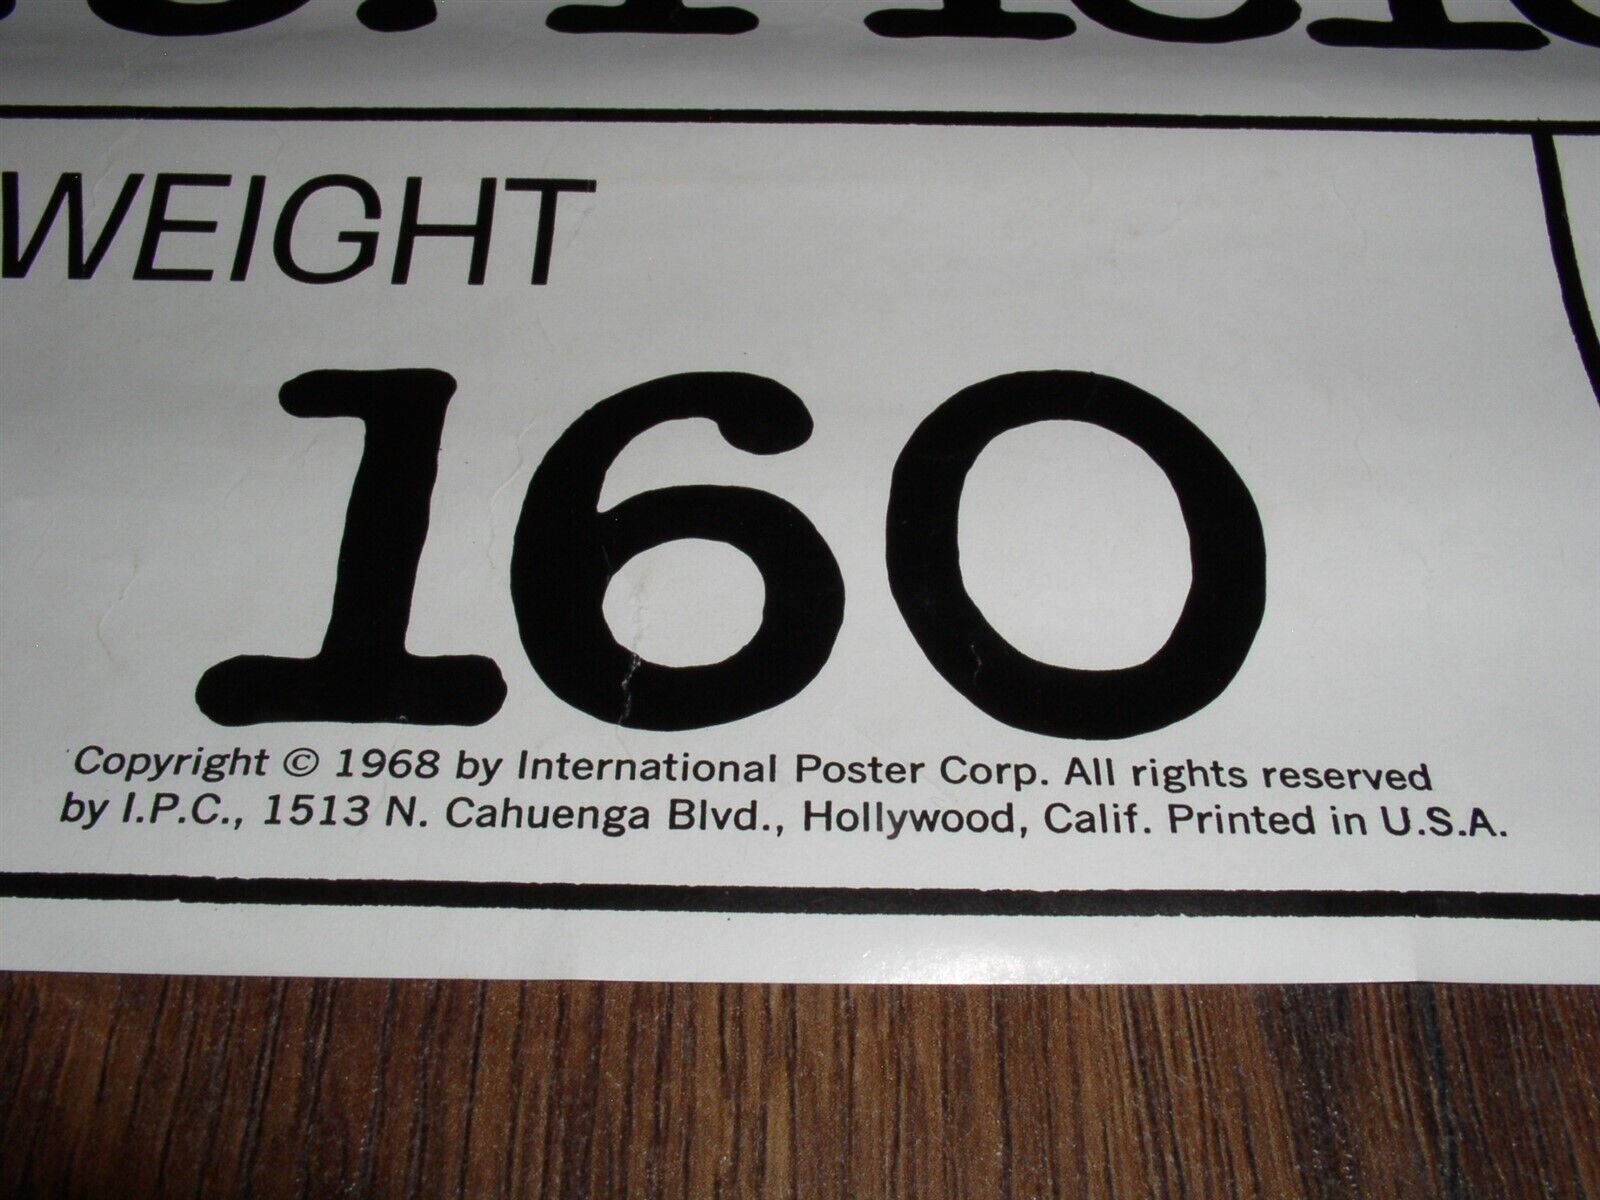 WEIGHT
160
Copyright © 1968 by International Poster Corp. All rights reserved
by I.P.C., 1513 N. Cahuenga Blvd., Hollywood, Calif. Printed in U.S.A.